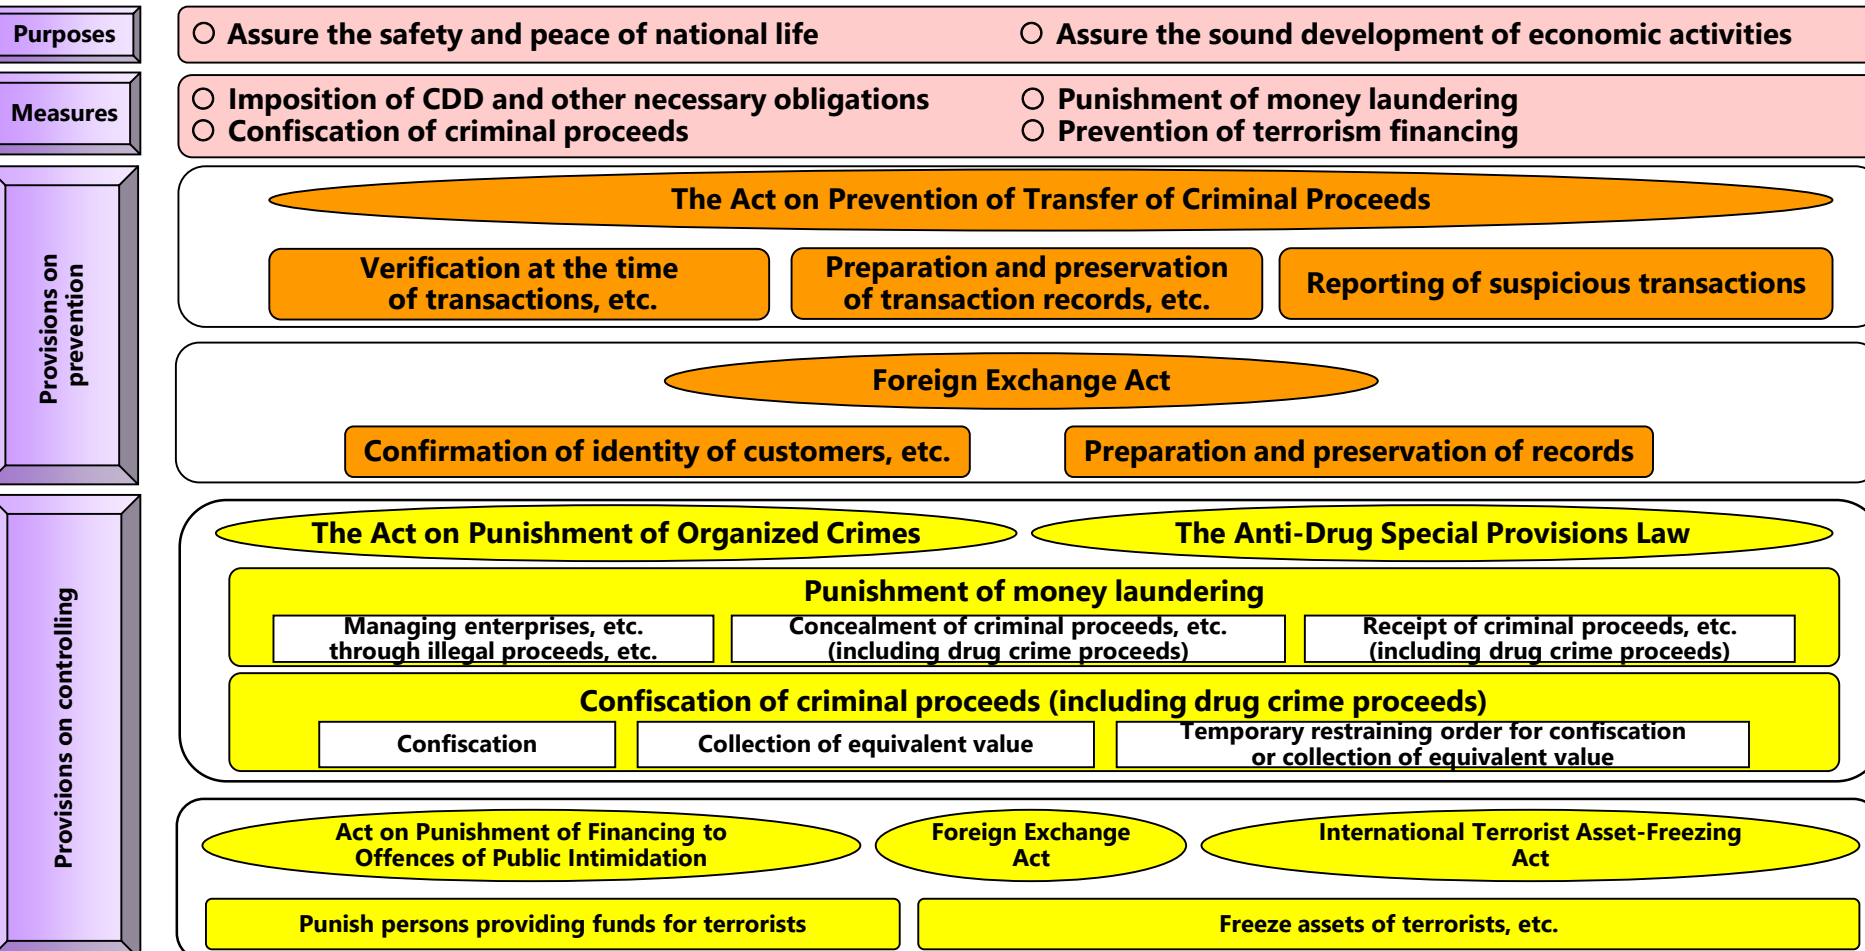 Purposes
○ Assure the safety and peace of national life
○ Assure the sound development of economic activities
Measures
○ Imposition of CDD and other necessary obligations
○ Confiscation of criminal proceeds
○ Punishment of money laundering
○ Prevention of terrorism financing
Provisions on
prevention
The Act on Prevention of Transfer of Criminal Proceeds
Verification at the time
of transactions, etc.
Preparation and preservation
of transaction records, etc.
Reporting of suspicious transactions
Foreign Exchange Act
Confirmation of identity of customers, etc.
Preparation and preservation of records
Provisions on controlling
The Act on Punishment of Organized Crimes
The Anti-Drug Special Provisions Law
Punishment of money laundering
Managing enterprises, etc.
through illegal proceeds, etc.
Concealment of criminal proceeds, etc.
(including drug crime proceeds)
Receipt of criminal proceeds, etc.
(including drug crime proceeds)
Confiscation of criminal proceeds (including drug crime proceeds)
Confiscation
Collection of equivalent value
Temporary restraining order for confiscation
or collection of equivalent value
Act on Punishment of Financing to
Offences of Public Intimidation
Foreign Exchange
Act
International Terrorist Asset-Freezing
Act
Punish persons providing funds for terrorists
Freeze assets of terrorists, etc.